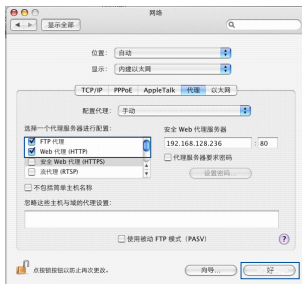 网络
显示全部
位置: 自动
显示: 内建以太网
TCP/IP PPPoE AppleTalk 代理 以太网
配置代理: 手动
选择一个代理服务器进行配置: 安全 Web 代理服务器
FTP 代理 192.168.128.236 : 80
Web 代理 (HTTP) 代理服务器要求密码
安全 Web 代理 (HTTPS)
流代理 (RTSP) 设置密码...
不包括简单主机名称
忽略这些主机与域的代理设置:
使用被动 FTP 模式 (PASV) ?
点按锁按钮以防止再次更改。 向导... 好